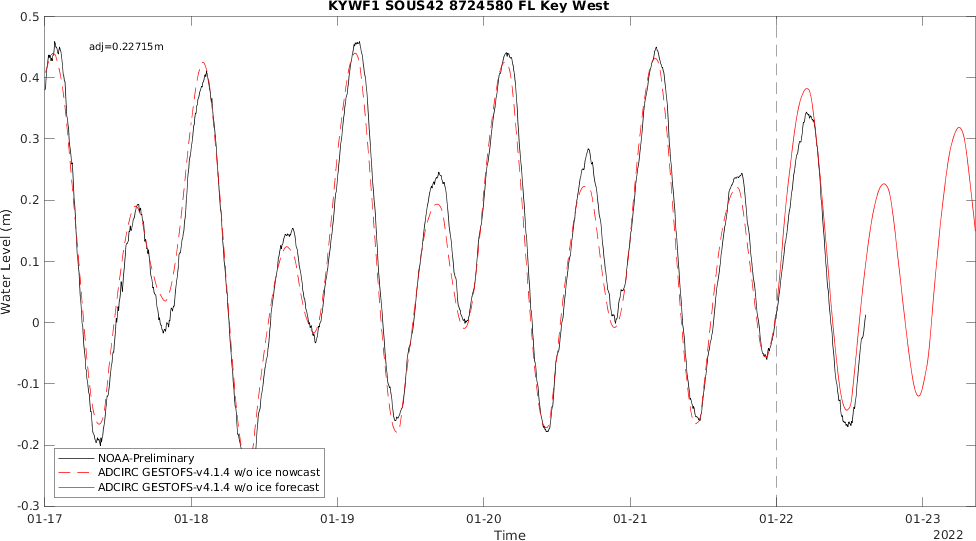 KYWF1 SOUS42 8724580 FL Key West
0.5
adj=0.22715m
0.4
0.3
0.2
0.1
0
-0.1
-0.2
-0.3
Water Level (m)
NOAA-Preliminary
ADCIRC GESTOFS-v4.1.4 w/o ice nowcast
ADCIRC GESTOFS-v4.1.4 w/o ice forecast
01-17 01-18 01-19 01-20 01-21 01-22 01-23
Time
2022